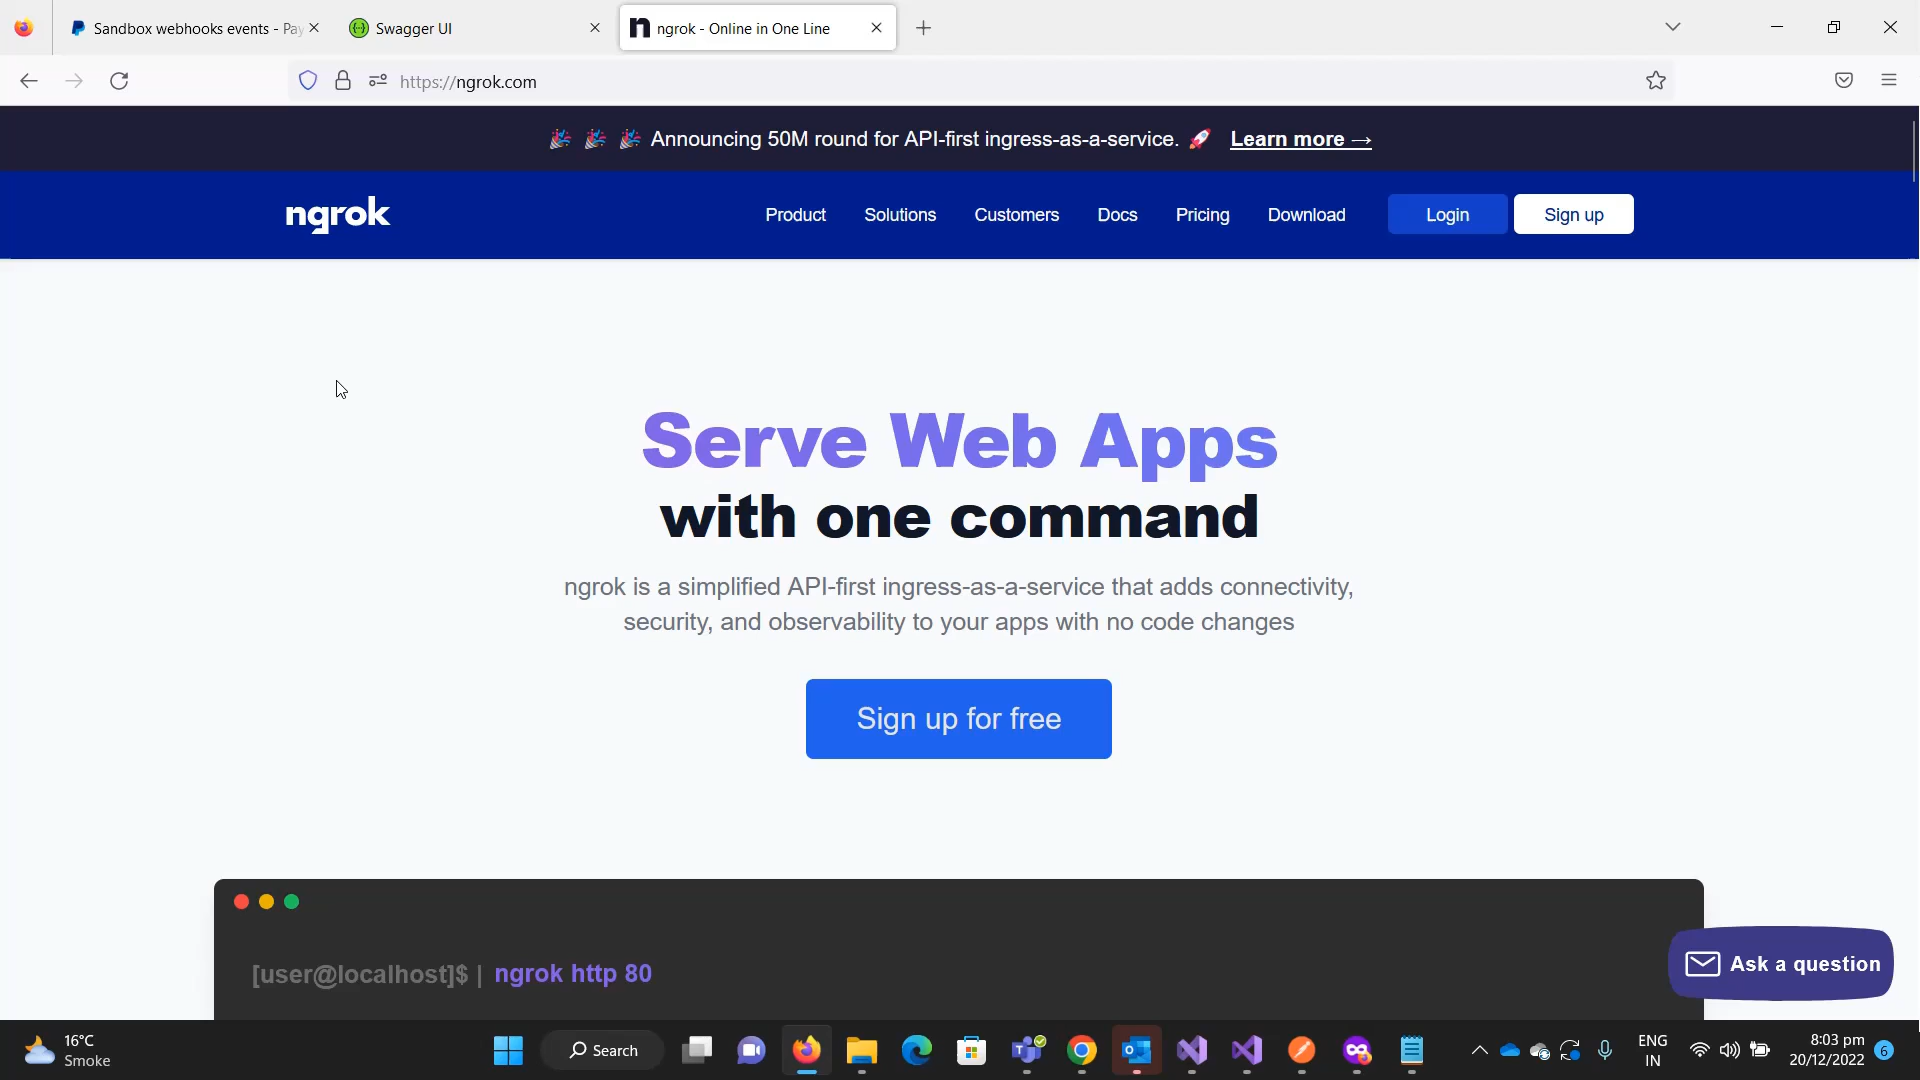 Sandbox webhooks events - Pay
Swagger UI
ngrok - Online in One Line
https://ngrok.com
Announcing 50M round for API-first ingress-as-a-service. 🚀 Learn more →
ngrok
Product
Solutions
Customers
Docs
Pricing
Download
Login
Sign up
Serve Web Apps
with one command
ngrok is a simplified API-first ingress-as-a-service that adds connectivity,
security, and observability to your apps with no code changes
Sign up for free
[user@localhost]$ | ngrok http 80
Ask a question
16°C
Smoke
Search
ENG
IN
8:03 pm
20/12/2022
6